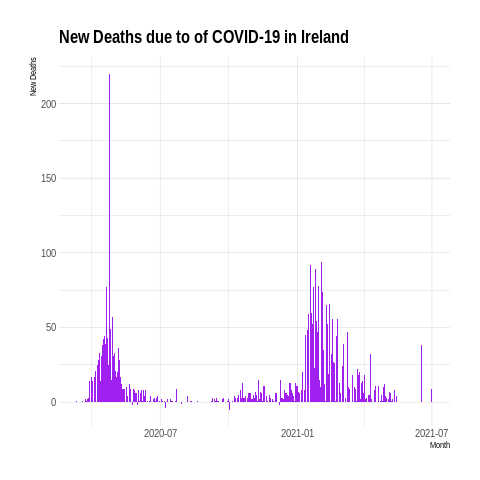 New Deaths due to of COVID-19 in Ireland
New Deaths
200
150
100
50
0
2020-07
2021-01
2021-07
Month